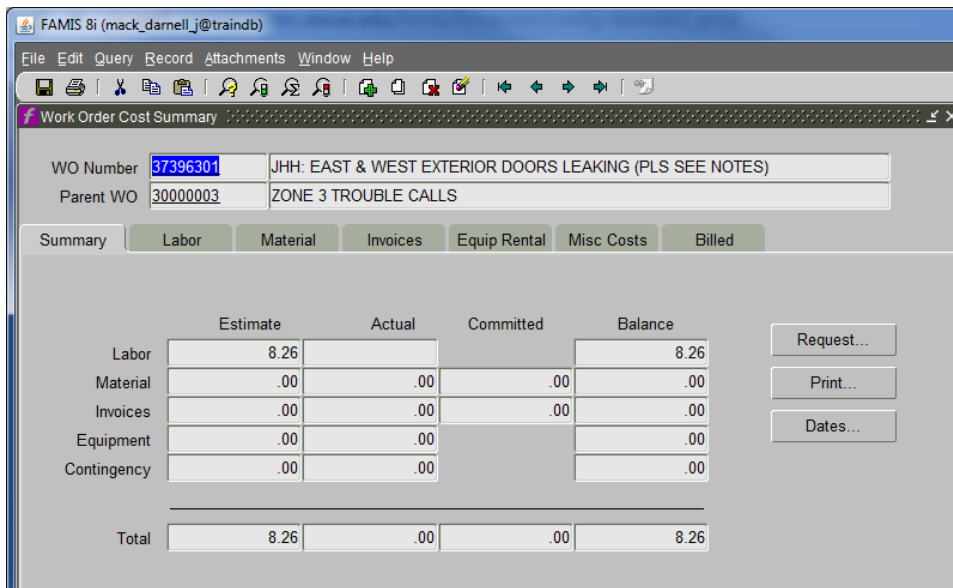 FAMIS 8i (mack_darnell_j@traindb)
File Edit Query Record Attachments Window Help
Work Order Cost Summary
WO Number 37396301 JHH: EAST & WEST EXTERIOR DOORS LEAKING (PLS SEE NOTES)
Parent WO 30000003 ZONE 3 TROUBLE CALLS
Summary Labor Material Invoices Equip Rental Misc Costs Billed
Estimate Actual Committed Balance
Request...
Labor 8.26 8.26
Material .00 .00 .00 .00
Print...
Invoices .00 .00 .00 .00
Dates...
Equipment .00 .00 .00
Contingency .00 .00 .00
Total 8.26 .00 .00 8.26